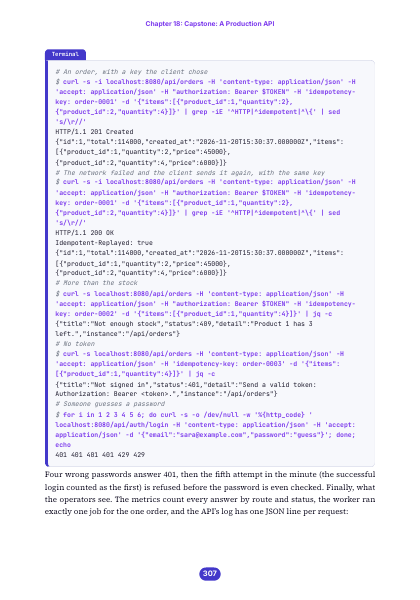 Chapter 18: Capstone: A Production API
Terminal
# An order, with a key the client chose
$ curl -s -i localhost:8080/api/orders -H 'content-type: application/json' -H
'accept: application/json' -H "authorization: Bearer $TOKEN" -H 'idempotency-
key: order-0001' -d '{"items":[{"product_id":1,"quantity":2},
{"product_id":2,"quantity":4}]}' | grep -iE '^HTTP|^idempotent|^\{' | sed
's/\r//'
HTTP/1.1 201 Created
{"id":1,"total":114000,"created_at":"2026-11-20T15:30:37.000000Z","items":
[{"product_id":1,"quantity":2,"price":45000},
{"product_id":2,"quantity":4,"price":6000}]}
# The network failed and the client sends it again, with the same key
$ curl -s -i localhost:8080/api/orders -H 'content-type: application/json' -H
'accept: application/json' -H "authorization: Bearer $TOKEN" -H 'idempotency-
key: order-0001' -d '{"items":[{"product_id":1,"quantity":2},
{"product_id":2,"quantity":4}]}' | grep -iE '^HTTP|^idempotent|^\{' | sed
's/\r//'
HTTP/1.1 200 OK
Idempotent-Replayed: true
{"id":1,"total":114000,"created_at":"2026-11-20T15:30:37.000000Z","items":
[{"product_id":1,"quantity":2,"price":45000},
{"product_id":2,"quantity":4,"price":6000}]}
# More than the stock
$ curl -s localhost:8080/api/orders -H 'content-type: application/json' -H
'accept: application/json' -H "authorization: Bearer $TOKEN" -H 'idempotency-
key: order-0002' -d '{"items":[{"product_id":1,"quantity":4}]}' | jq -c
{"title":"Not enough stock","status":409,"detail":"Product 1 has 3
left.","instance":"/api/orders"}
# No token
$ curl -s localhost:8080/api/orders -H 'content-type: application/json' -H
'accept: application/json' -H 'idempotency-key: order-0003' -d '{"items":
[{"product_id":1,"quantity":4}]}' | jq -c
{"title":"Not signed in","status":401,"detail":"Send a valid token:
Authorization: Bearer <token>.","instance":"/api/orders"}
# Someone guesses a password
$ for i in 1 2 3 4 5 6; do curl -s -o /dev/null -w '%{http_code} '
localhost:8080/api/auth/login -H 'content-type: application/json' -H 'accept:
application/json' -d '{"email":"sara@example.com","password":"guess"}'; done;
echo
401 401 401 401 429 429
Four wrong passwords answer 401, then the fifth attempt in the minute (the successful
login counted as the first) is refused before the password is even checked. Finally, what
the operators see. The metrics count every answer by route and status, the worker ran
exactly one job for the one order, and the API's log has one JSON line per request:
307